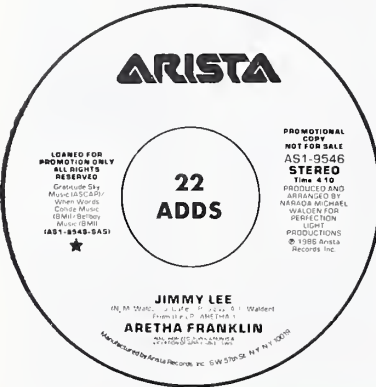 ARISTA
LOANED FOR
PROMOTION ONLY
ALL RIGHTS
RESERVED
Gratitude Sky
Music (ASCAP)/
When Words
Collide Music
(BMI)/Bellboy
Music (BMI)
(AS1-9546-SAS)
22
ADDS
PROMOTIONAL
COPY
NOT FOR SALE
AS1-9546
STEREO
Time 4:10
PRODUCED AND
ARRANGED BY
NARADA MICHAEL
WALDEN FOR
PERFECTION
LIGHT
PRODUCTIONS
℗ 1986 Arista
Records Inc.
JIMMY LEE
ARETHA FRANKLIN
Manufactured by Arista Records Inc. 6 W 57th St. N.Y. N.Y. 10019